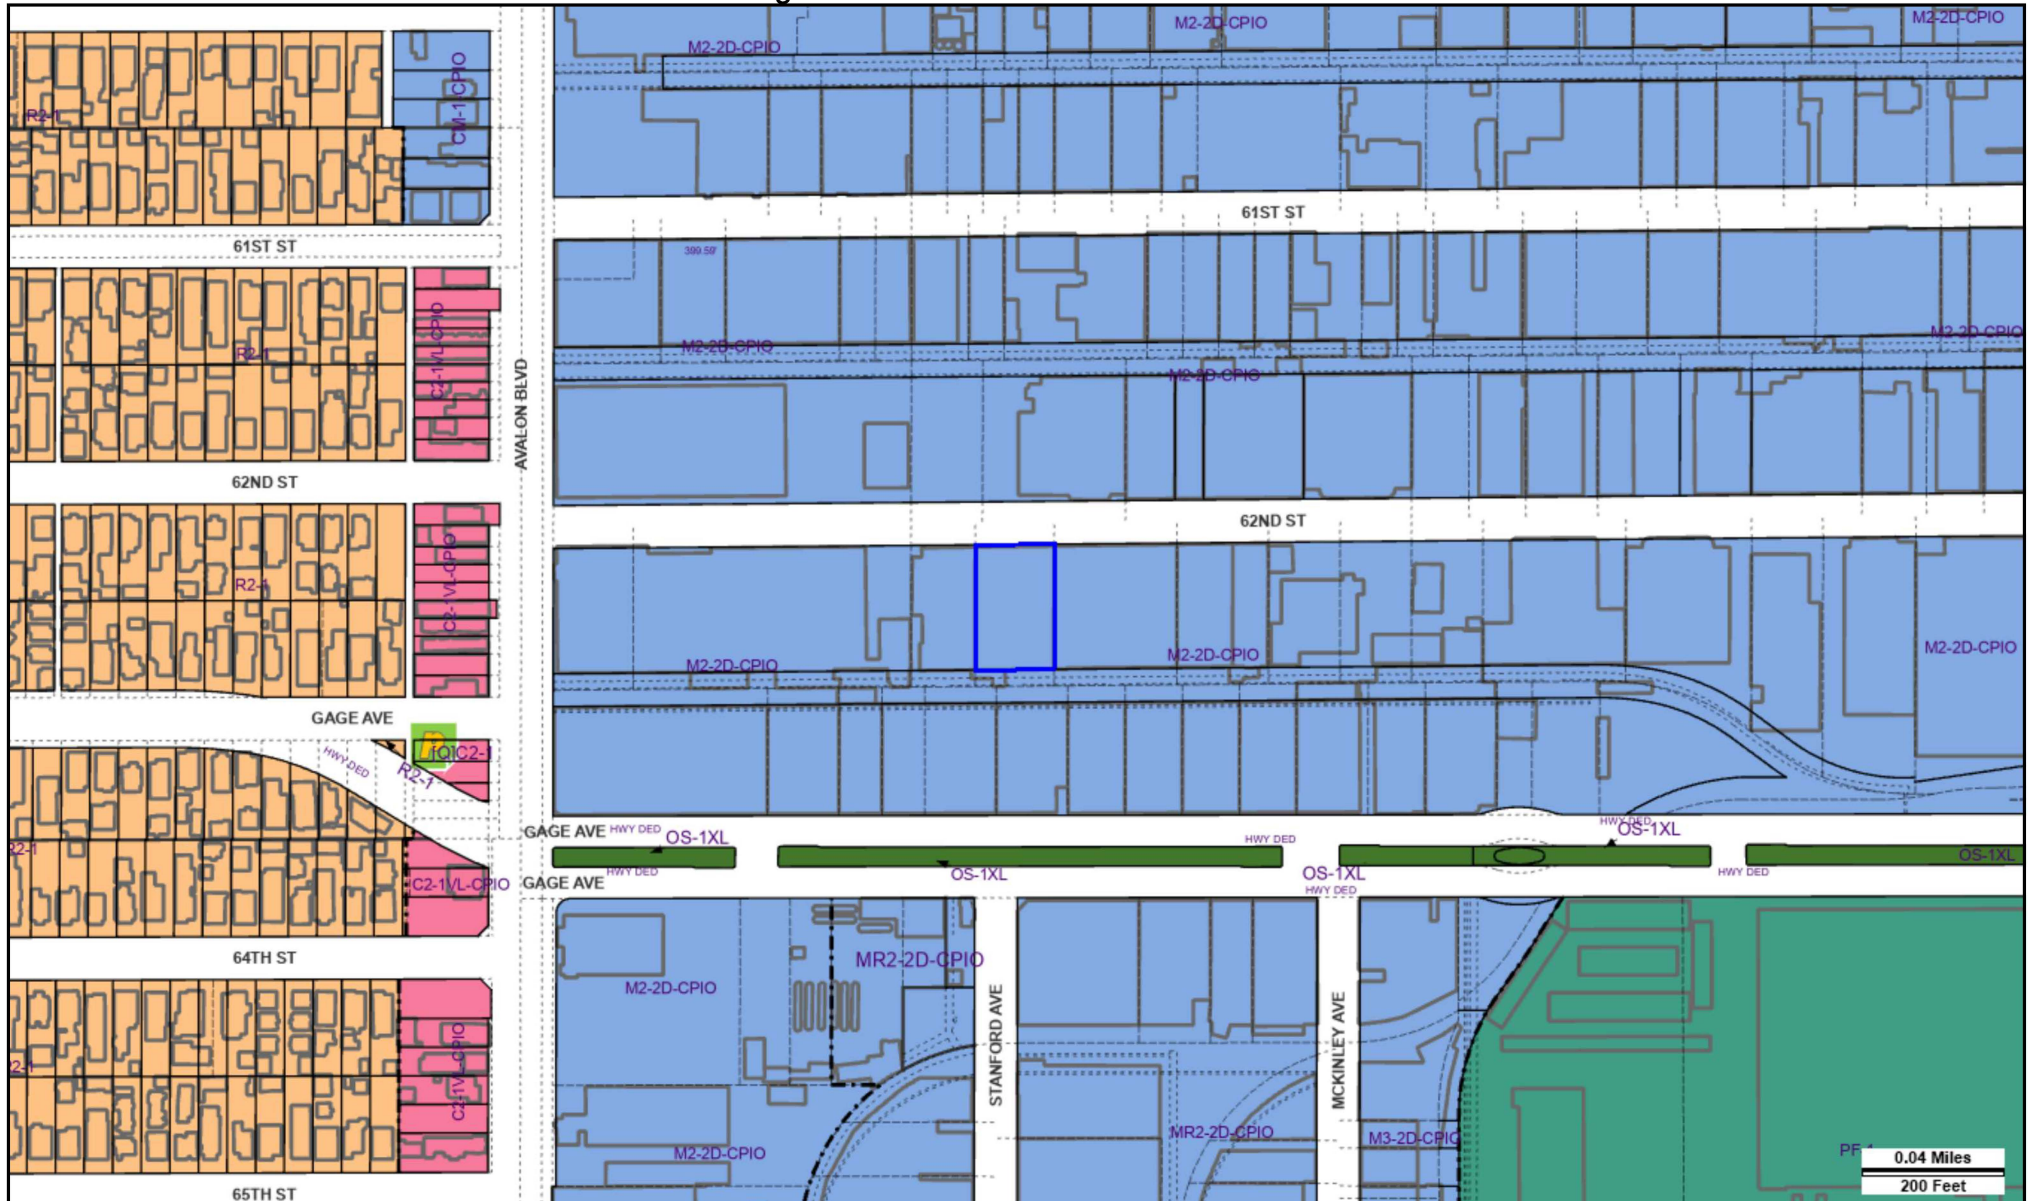 g
M2-2D-CPIO
M2-2D-CPIO
M2-2D-CPIO
R2-1
CM-1-CPIO
61ST ST
61ST ST
399.59'
R2-1
C2-1VL-CPIO
M2-2D-CPIO
M2-2D-CPIO
M2-2D-CPIO
AVALON BLVD
62ND ST
62ND ST
R2-1
C2-1VL-CPIO
M2-2D-CPIO
M2-2D-CPIO
M2-2D-CPIO
GAGE AVE
HWY DED
R2-1
[Q]C2-1
GAGE AVE
HWY DED
OS-1XL
HWY DED
HWY DED
OS-1XL
R2-1
C2-1VL-CPIO
GAGE AVE
HWY DED
OS-1XL
OS-1XL
HWY DED
HWY DED
OS-1XL
64TH ST
M2-2D-CPIO
MR2-2D-CPIO
STANFORD AVE
MCKINLEY AVE
R2-1
C2-1VL-CPIO
M2-2D-CPIO
MR2-2D-CPIO
M3-2D-CPIO
PF-1
0.04 Miles
200 Feet
65TH ST